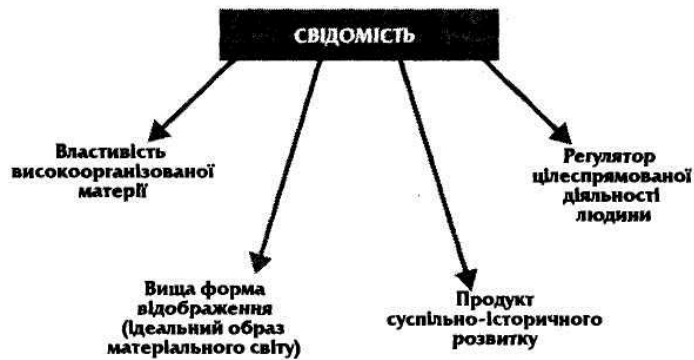 СВІДОМІСТЬ
Властивість
високоорганізованої
матерії
Регулятор
цілеспрямованої
діяльності
людини
Вища форма
відображення
(ідеальний образ
матеріального світу)
Продукт
суспільно-історичного
розвитку